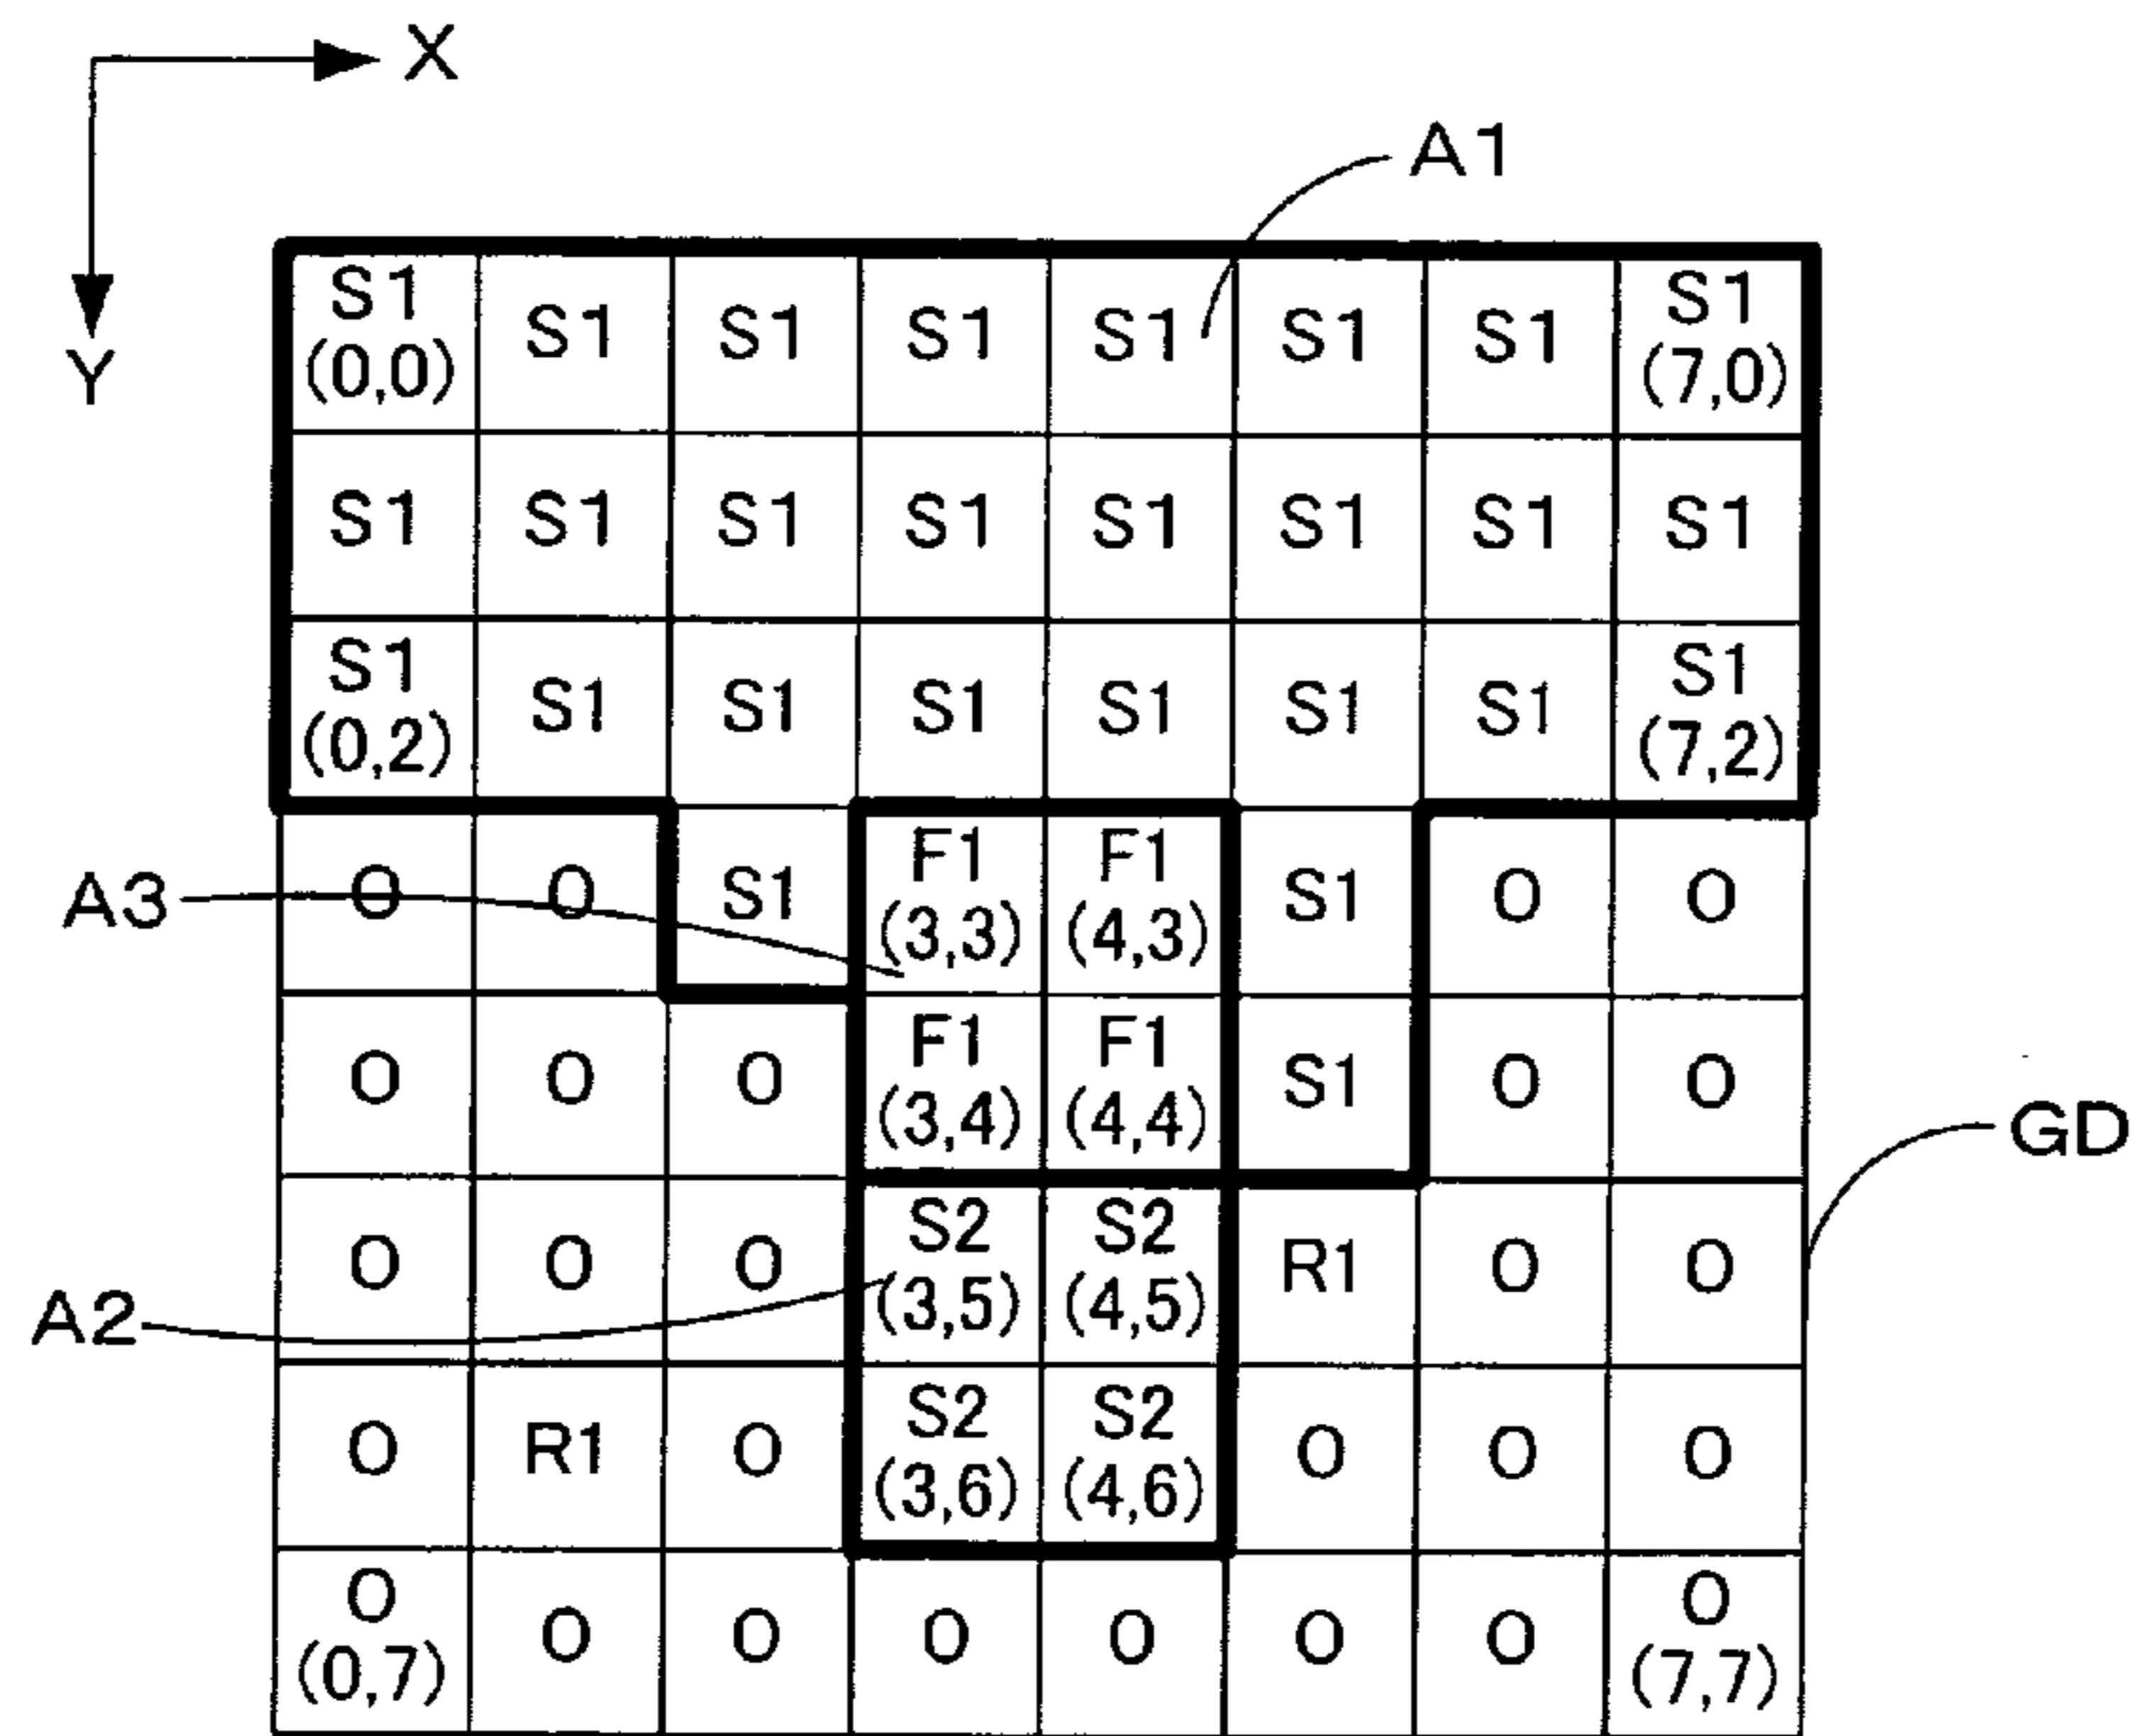 X
Y
A1
S1 (0,0) S1 S1 S1 S1 S1 S1 S1 (7,0)
S1 S1 S1 S1 S1 S1 S1 S1
S1 (0,2) S1 S1 S1 S1 S1 S1 S1 (7,2)
A3
O O S1 F1 (3,3) F1 (4,3) S1 O O
O O O F1 (3,4) F1 (4,4) S1 O O
GD
O O O S2 (3,5) S2 (4,5) R1 O O
A2
O R1 O S2 (3,6) S2 (4,6) O O O
O (0,7) O O O O O O O (7,7)